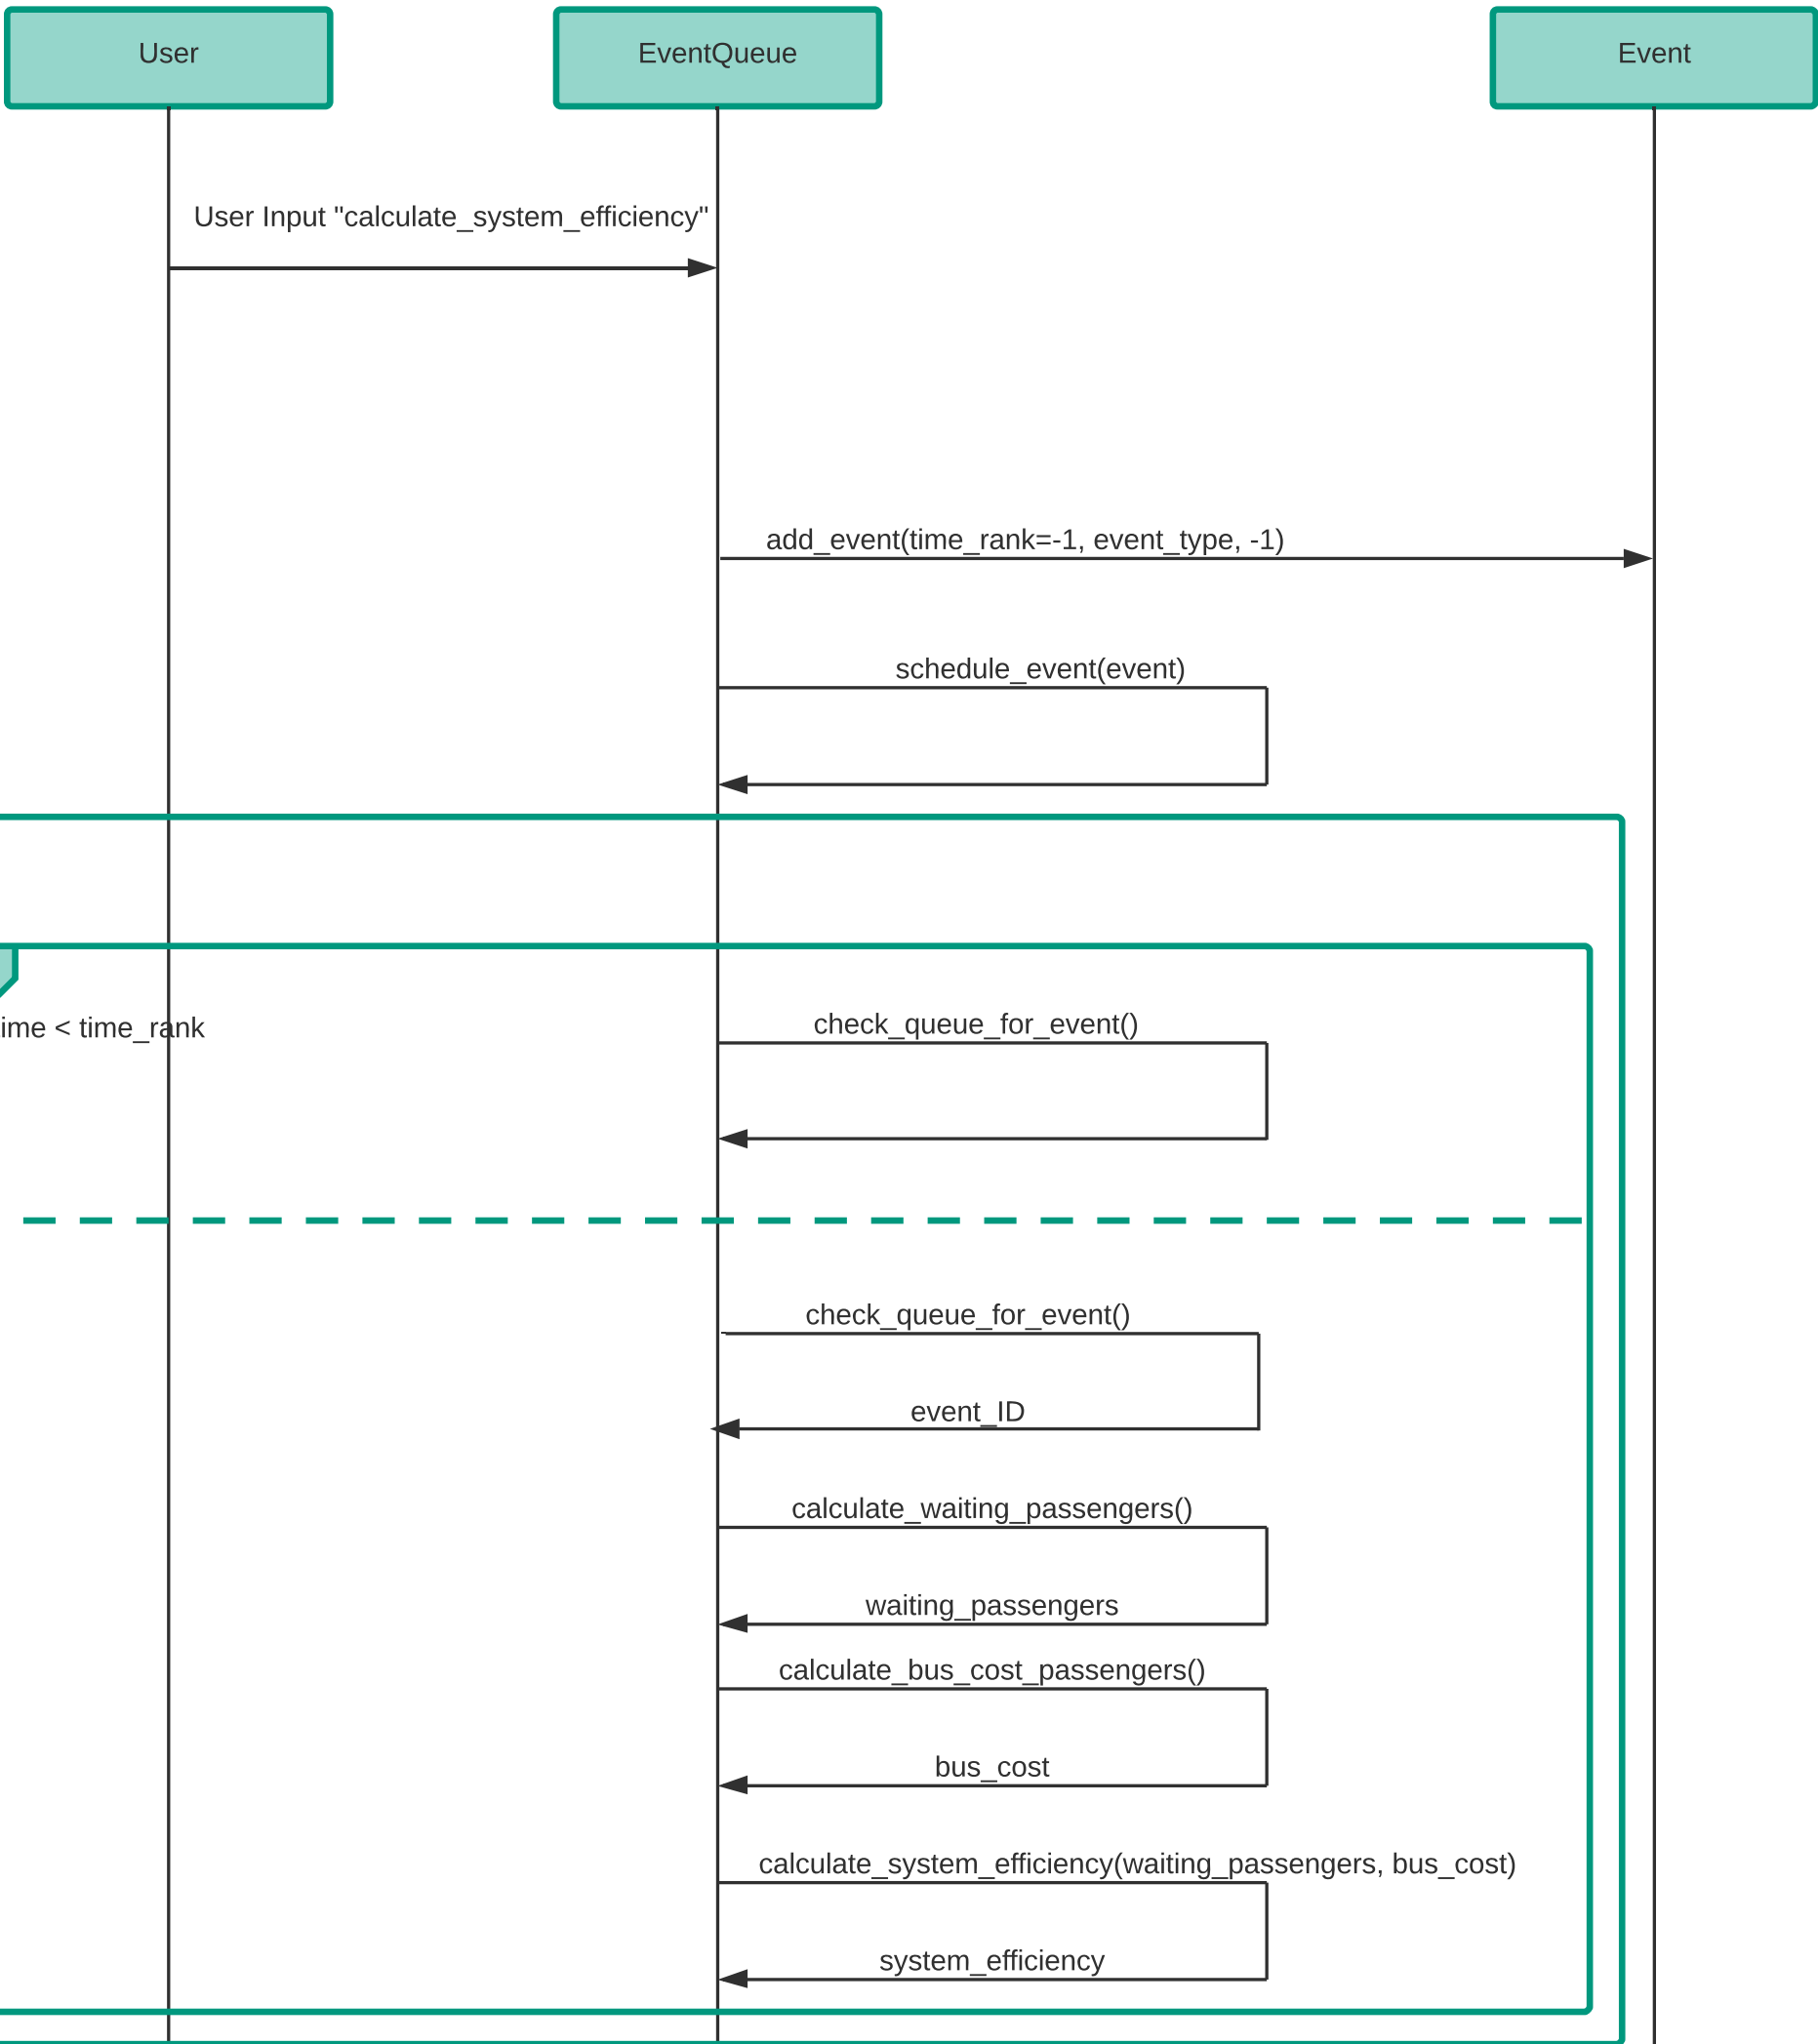 User
EventQueue
Event
User Input "calculate_system_efficiency"
add_event(time_rank=-1, event_type, -1)
schedule_event(event)
< time_rank
check_queue_for_event()
check_queue_for_event()
event_ID
calculate_waiting_passengers()
waiting_passengers
calculate_bus_cost_passengers()
bus_cost
calculate_system_efficiency(waiting_passengers, bus_cost)
system_efficiency